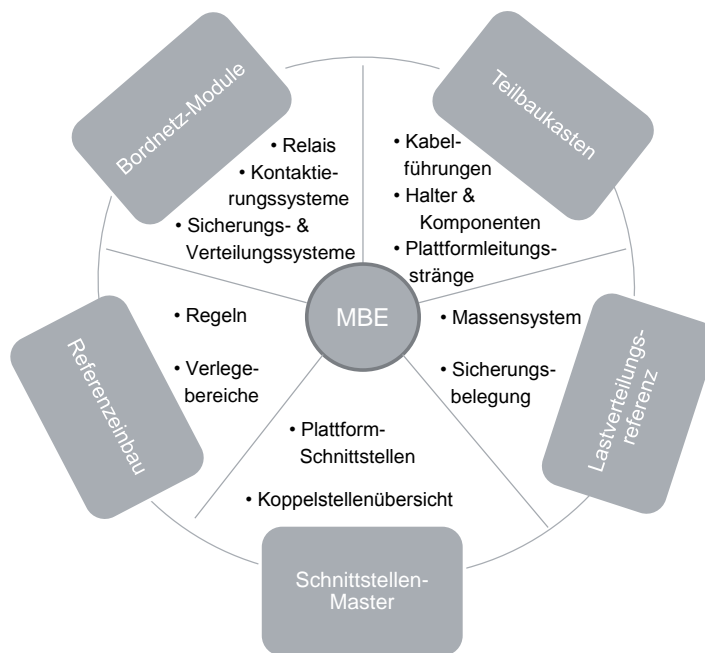 Bordnetz-Module
• Relais
• Kontaktie-
rungssysteme
• Sicherungs- &
Verteilungssysteme
Teilbaukasten
• Kabel-
führungen
• Halter &
Komponenten
• Plattformleitungs-
stränge
MBE
Referenzeinbau
• Regeln
• Verlege-
bereiche
• Massensystem
• Sicherungs-
belegung
Lastverteilungs-
referenz
• Plattform-
Schnittstellen
• Koppelstellenübersicht
Schnittstellen-
Master